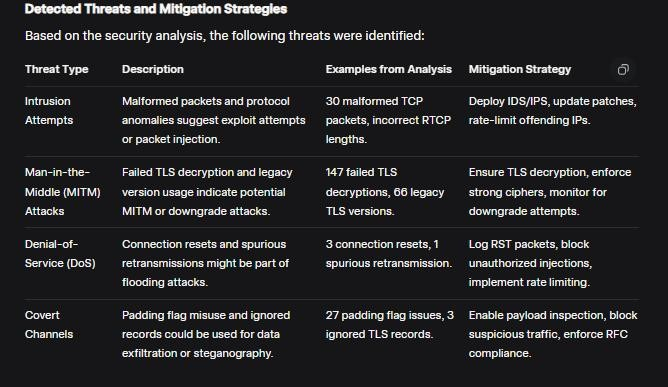 Detected Threats and Mitigation Strategies
Based on the security analysis, the following threats were identified:
Threat Type Description Examples from Analysis Mitigation Strategy
Intrusion
Attempts
Malformed packets and protocol
anomalies suggest exploit attempts
or packet injection.
30 malformed TCP
packets, incorrect RTCP
lengths.
Deploy IDS/IPS, update patches,
rate-limit offending IPs.
Man-in-the-
Middle (MITM)
Attacks
Failed TLS decryption and legacy
version usage indicate potential
MITM or downgrade attacks.
147 failed TLS
decryptions, 66 legacy
TLS versions.
Ensure TLS decryption, enforce
strong ciphers, monitor for
downgrade attempts.
Denial-of-
Service (DoS)
Connection resets and spurious
retransmissions might be part of
flooding attacks.
3 connection resets, 1
spurious retransmission.
Log RST packets, block
unauthorized injections,
implement rate limiting.
Covert
Channels
Padding flag misuse and ignored
records could be used for data
exfiltration or steganography.
27 padding flag issues, 3
ignored TLS records.
Enable payload inspection, block
suspicious traffic, enforce RFC
compliance.